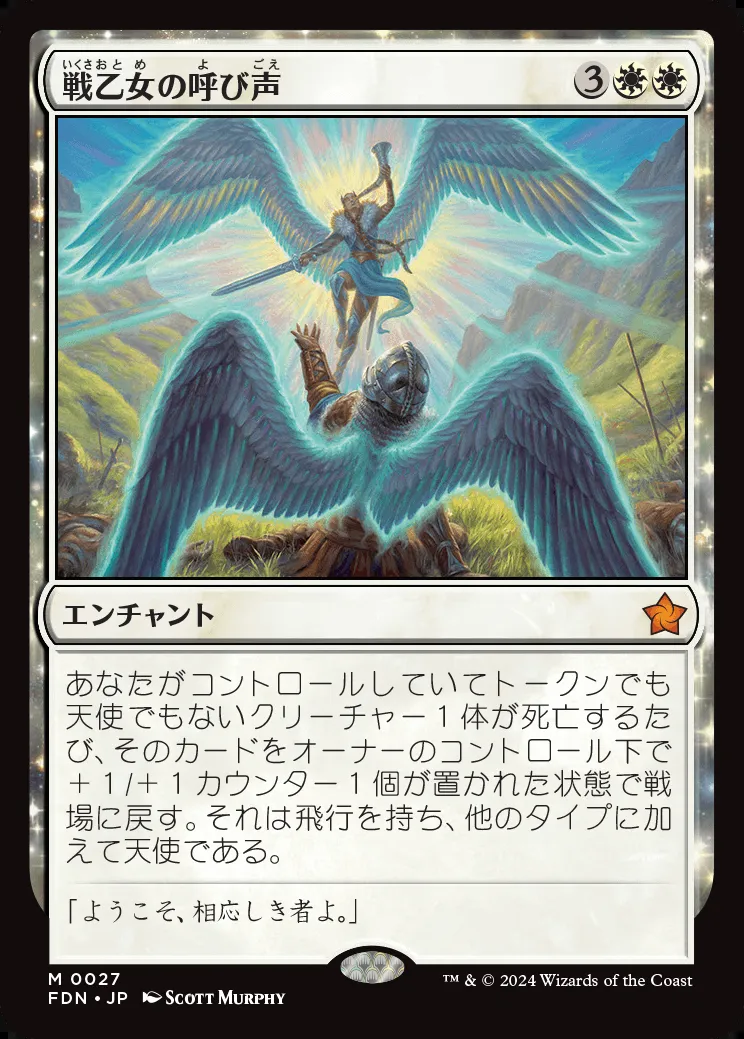 いくさおとめ よ ごえ
戦乙女の呼び声 3
エンチャント
あなたがコントロールしていてトークンでも
天使でもないクリーチャー1体が死亡するた
び、そのカードをオーナーのコントロール下で
+1/+1カウンター1個が置かれた状態で戦
場に戻す。それは飛行を持ち、他のタイプに加
えて天使である。
「ようこそ、相応しき者よ。」
M 0027
FDN • JP Scott Murphy
™ & © 2024 Wizards of the Coast